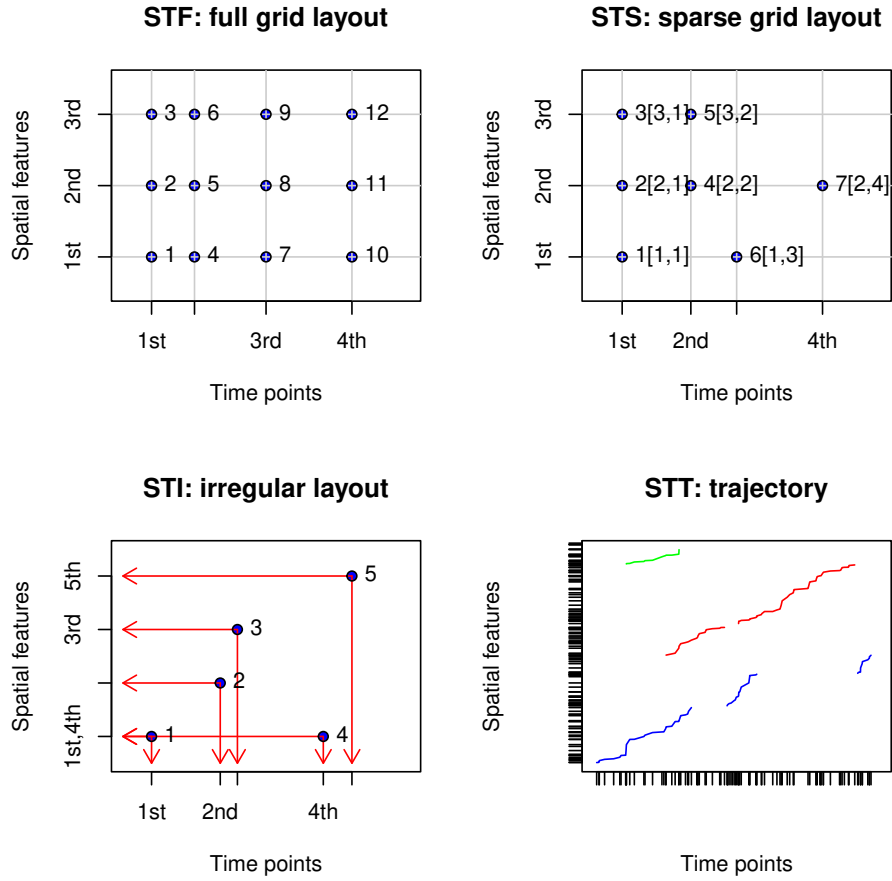 STF: full grid layout
Spatial features
3rd
2nd
1st
3 6 9 12
2 5 8 11
1 4 7 10
1st 3rd 4th
Time points
STS: sparse grid layout
Spatial features
3rd
2nd
1st
3[3,1] 5[3,2]
2[2,1] 4[2,2] 7[2,4]
1[1,1] 6[1,3]
1st 2nd 4th
Time points
STI: irregular layout
Spatial features
5th
3rd
1st,4th
5
3
2
1 4
1st 2nd 4th
Time points
STT: trajectory
Spatial features
Time points